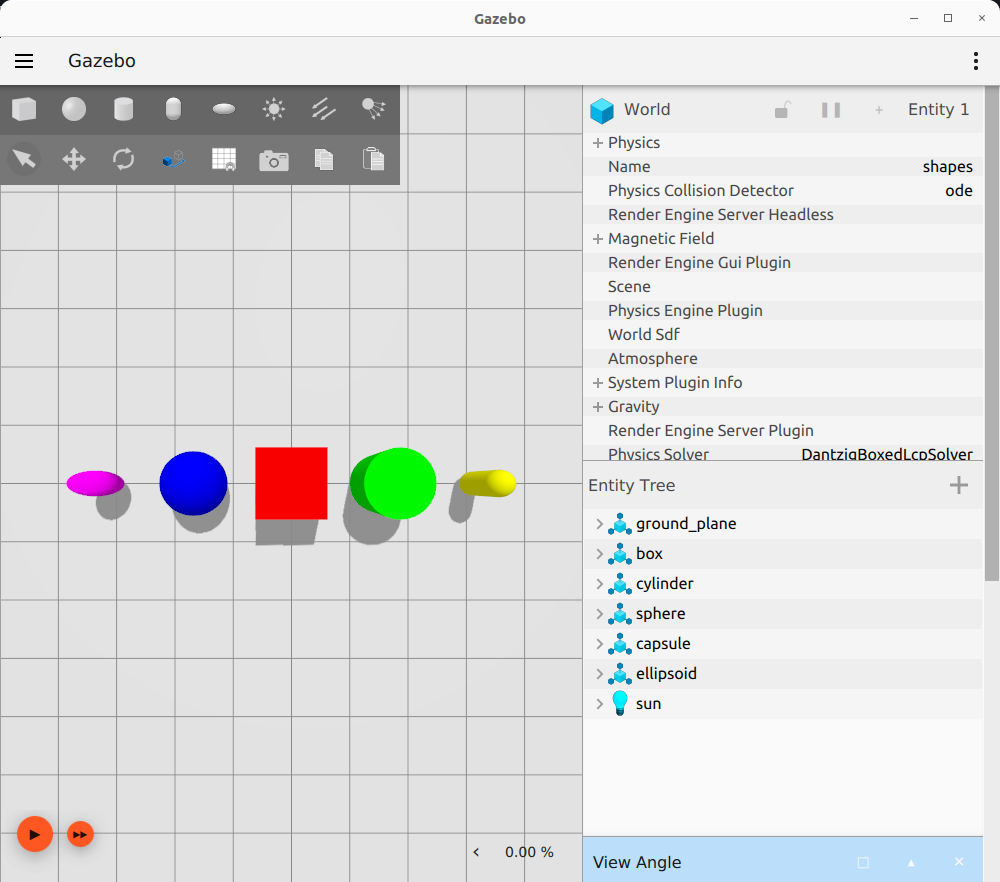 Gazebo
Gazebo
World Entity 1
Physics
Name shapes
Physics Collision Detector ode
Render Engine Server Headless
Magnetic Field
Render Engine Gui Plugin
Scene
Physics Engine Plugin
World Sdf
Atmosphere
System Plugin Info
Gravity
Render Engine Server Plugin
Physics Solver DantzigBoxedLcpSolver
Entity Tree
ground_plane
box
cylinder
sphere
capsule
ellipsoid
sun
0.00 %
View Angle